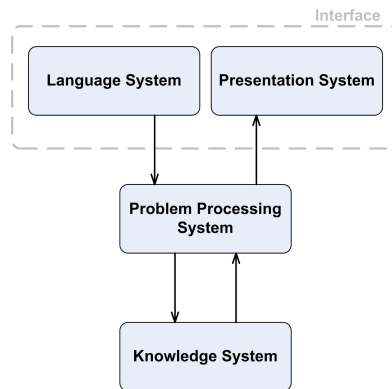 Interface
Language System
Presentation System
Problem Processing
System
Knowledge System